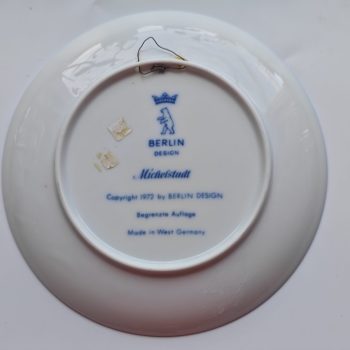 BERLIN
DESIGN
Michelstadt
Copyright 1972 by BERLIN DESIGN
Begrenzte Auflage
Made in West Germany